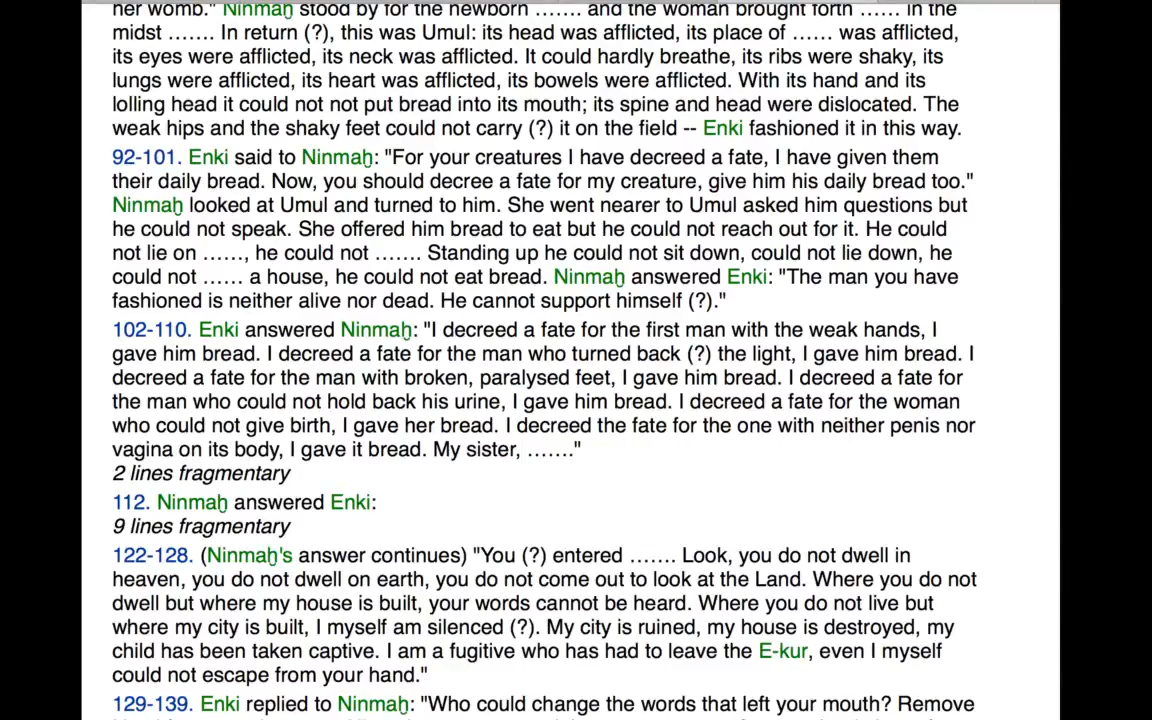 her womb." Ninmaḫ stood by for the newborn ....... and the woman brought forth ...... in the
midst ....... In return (?), this was Umul: its head was afflicted, its place of ...... was afflicted,
its eyes were afflicted, its neck was afflicted. It could hardly breathe, its ribs were shaky, its
lungs were afflicted, its heart was afflicted, its bowels were afflicted. With its hand and its
lolling head it could not not put bread into its mouth; its spine and head were dislocated. The
weak hips and the shaky feet could not carry (?) it on the field -- Enki fashioned it in this way.
92-101. Enki said to Ninmaḫ: "For your creatures I have decreed a fate, I have given them
their daily bread. Now, you should decree a fate for my creature, give him his daily bread too."
Ninmaḫ looked at Umul and turned to him. She went nearer to Umul asked him questions but
he could not speak. She offered him bread to eat but he could not reach out for it. He could
not lie on ......, he could not ....... Standing up he could not sit down, could not lie down, he
could not ...... a house, he could not eat bread. Ninmaḫ answered Enki: "The man you have
fashioned is neither alive nor dead. He cannot support himself (?)."
102-110. Enki answered Ninmaḫ: "I decreed a fate for the first man with the weak hands, I
gave him bread. I decreed a fate for the man who turned back (?) the light, I gave him bread. I
decreed a fate for the man with broken, paralysed feet, I gave him bread. I decreed a fate for
the man who could not hold back his urine, I gave him bread. I decreed a fate for the woman
who could not give birth, I gave her bread. I decreed the fate for the one with neither penis nor
vagina on its body, I gave it bread. My sister, ......."
2 lines fragmentary
112. Ninmaḫ answered Enki:
9 lines fragmentary
122-128. (Ninmaḫ's answer continues) "You (?) entered ....... Look, you do not dwell in
heaven, you do not dwell on earth, you do not come out to look at the Land. Where you do not
dwell but where my house is built, your words cannot be heard. Where you do not live but
where my city is built, I myself am silenced (?). My city is ruined, my house is destroyed, my
child has been taken captive. I am a fugitive who has had to leave the E-kur, even I myself
could not escape from your hand."
129-139. Enki replied to Ninmaḫ: "Who could change the words that left your mouth? Remove